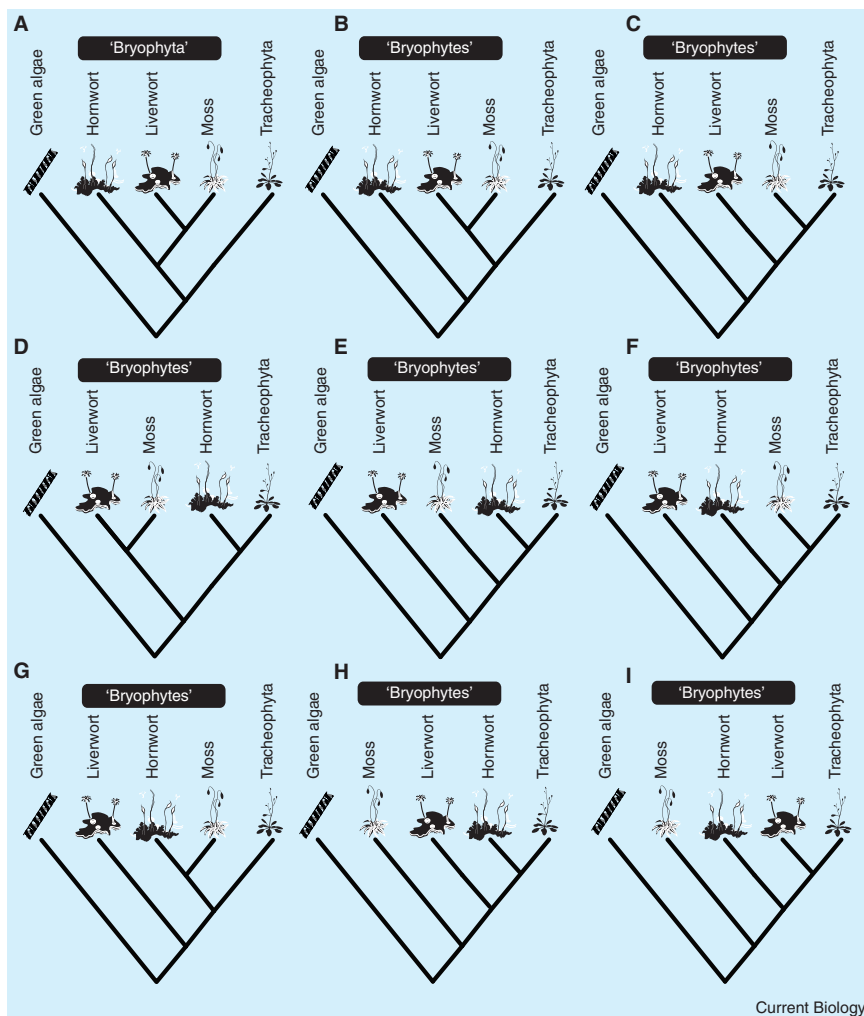 A
'Bryophyta'
Green algae
Hornwort
Liverwort
Moss
Tracheophyta
B
'Bryophytes'
Green algae
Hornwort
Liverwort
Moss
Tracheophyta
C
'Bryophytes'
Green algae
Hornwort
Liverwort
Moss
Tracheophyta
D
'Bryophytes'
Green algae
Liverwort
Moss
Hornwort
Tracheophyta
E
'Bryophytes'
Green algae
Liverwort
Moss
Hornwort
Tracheophyta
F
'Bryophytes'
Green algae
Liverwort
Hornwort
Moss
Tracheophyta
G
'Bryophytes'
Green algae
Liverwort
Hornwort
Moss
Tracheophyta
H
'Bryophytes'
Green algae
Moss
Liverwort
Hornwort
Tracheophyta
I
'Bryophytes'
Green algae
Moss
Hornwort
Liverwort
Tracheophyta
Current Biology